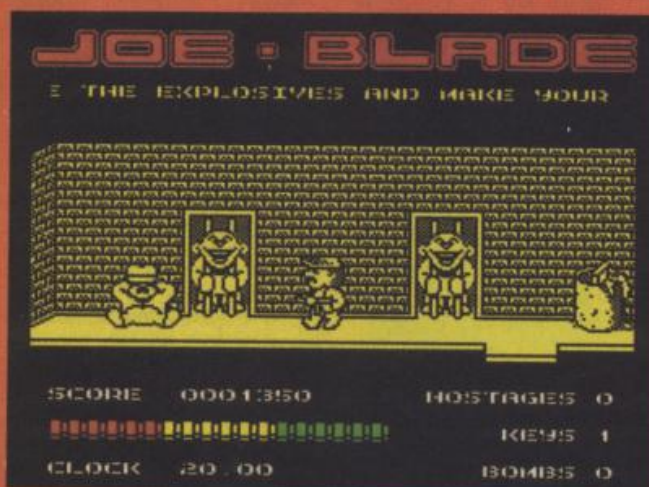 JOE · BLADE
E THE EXPLOSIVES AND MAKE YOUR
SCORE 0001350 HOSTAGES 0
KEYS 1
CLOCK 20.00 BOMBS 0